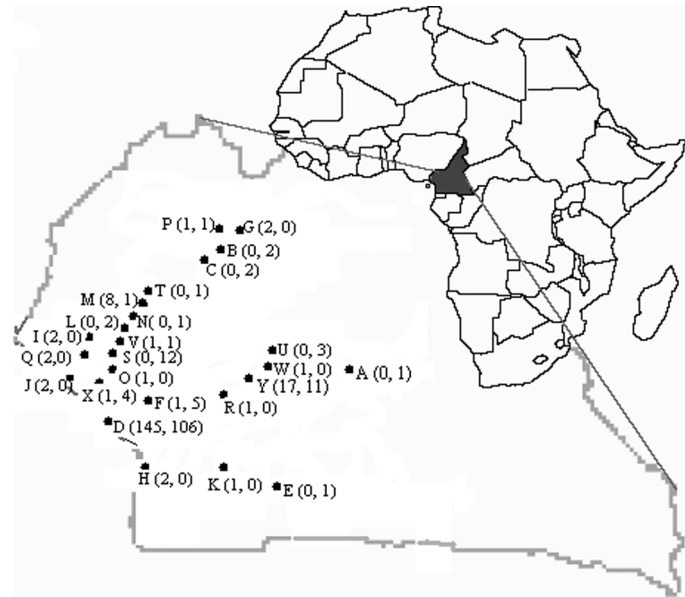 P (1, 1)
G (2, 0)
B (0, 2)
C (0, 2)
T (0, 1)
M (8, 1)
N(0, 1)
L (0, 2)
V (1, 1)
I (2, 0)
S (0, 12)
Q (2,0)
O (1, 0)
J (2, 0)
X (1, 4)
F (1, 5)
D (145, 106)
U (0, 3)
W (1, 0)
A (0, 1)
Y (17, 11)
R (1, 0)
H (2, 0)
K (1, 0)
E (0, 1)